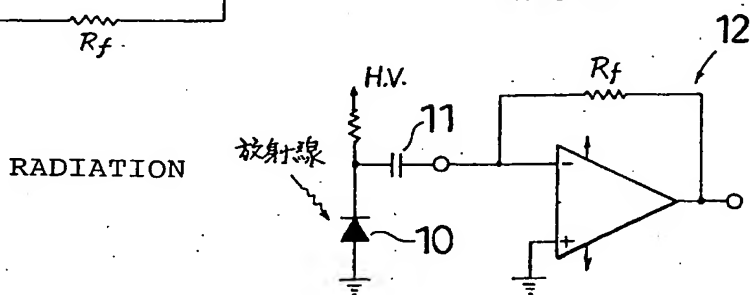 Rf
12
Rf
H.V.
11
RADIATION
放射線
-
10
+